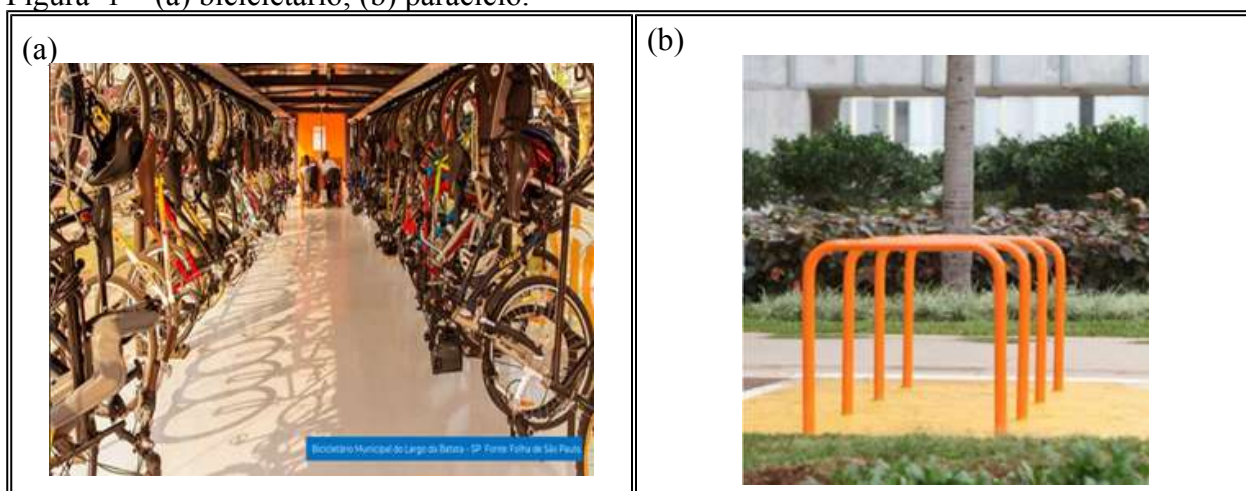 Figura 1 – (a) bicicletário; (b) paraciclo.
(a)
(b)
Bicicletário Municipal do Largo da Batata - SP. Fonte Folha de São Paulo.